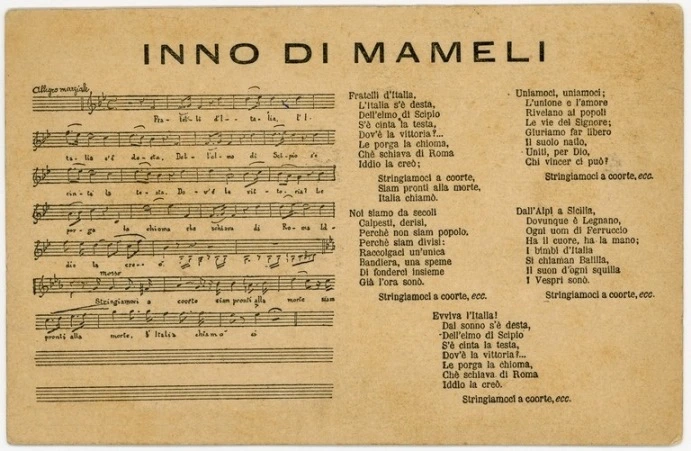 INNO DI MAMELI
Allegro marziale
Fra-tel-li d'I-ta-lia, l'I-
ta-lia s'è de-sta, Del-l'el-mo di Sci-pio s'è
cin-ta la te-sta. Dov'è la vit-to-ria? Le
por-ga la chioma che schiava di Ro-ma Id-
dio la cre-ò.
mosso
Stringiamoci a coorte siam pronti alla morte siam
pronti alla morte, l'Italia chiamò
Fratelli d'Italia,
L'Italia s'è desta,
Dell'elmo di Scipio
S'è cinta la testa,
Dov'è la vittoria?...
Le porga la chioma,
Chè schiava di Roma
Iddio la creò;
Stringiamoci a coorte,
Siam pronti alla morte,
Italia chiamò.
Noi siamo da secoli
Calpesti, derisi,
Perchè non siam popolo.
Perchè siam divisi:
Raccolgaci un'unica
Bandiera, una speme
Di fonderci insieme
Già l'ora sonò.
Stringiamoci a coorte, ecc.
Uniamoci, uniamoci;
L'unione e l'amore
Rivelano ai popoli
Le vie del Signore;
Giuriamo far libero
Il suolo natìo,
Uniti, per Dio,
Chi vincer ci può?
Stringiamoci a coorte, ecc.
Dall'Alpi a Sicilia,
Dovunque è Legnano,
Ogni uom di Ferruccio
Ha il cuore, ha la mano;
I bimbi d'Italia
Si chiaman Balilla,
Il suon d'ogni squilla
I Vespri sonò.
Stringiamoci a coorte, ecc.
Evviva l'Italia!
Dal sonno s'è desta,
Dell'elmo di Scipio
S'è cinta la testa,
Dov'è la vittoria?...
Le porga la chioma,
Chè schiava di Roma
Iddio la creò.
Stringiamoci a coorte, ecc.